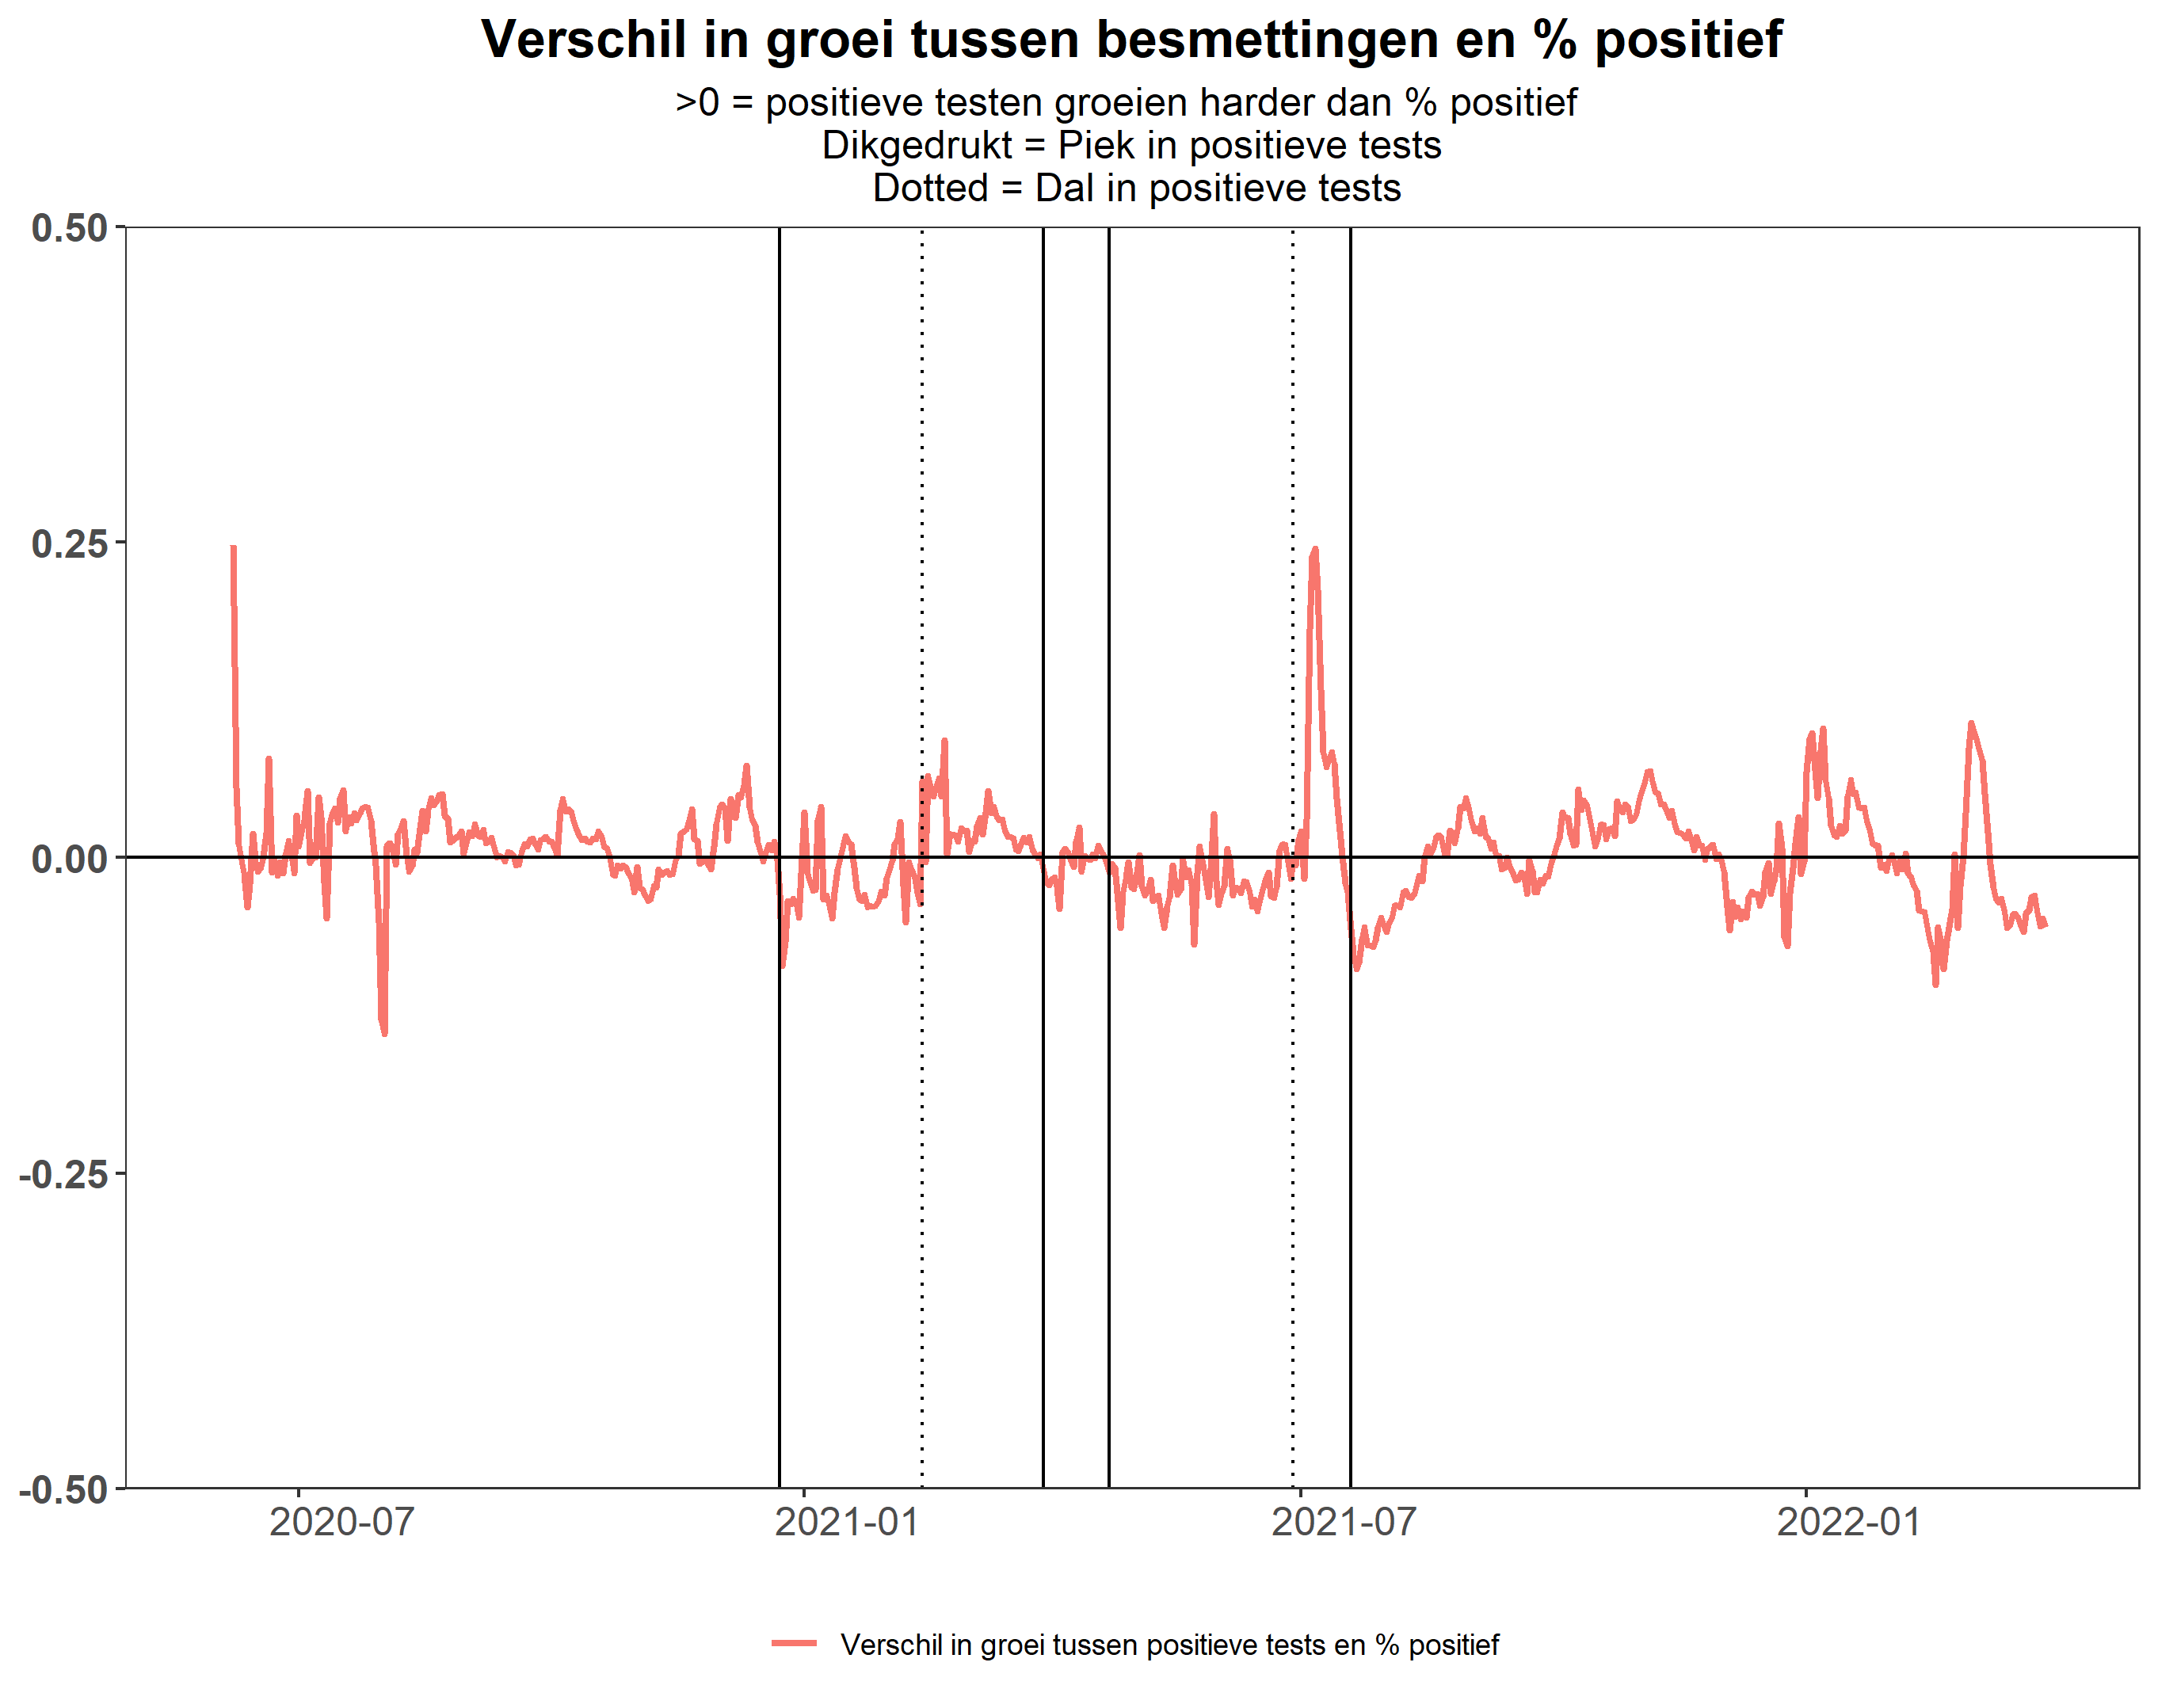 Verschil in groei tussen besmettingen en % positief
>0 = positieve testen groeien harder dan % positief
Dikgedrukt = Piek in positieve tests
Dotted = Dal in positieve tests
0.50
0.25
0.00
-0.25
-0.50
2020-07
2021-01
2021-07
2022-01
Verschil in groei tussen positieve tests en % positief